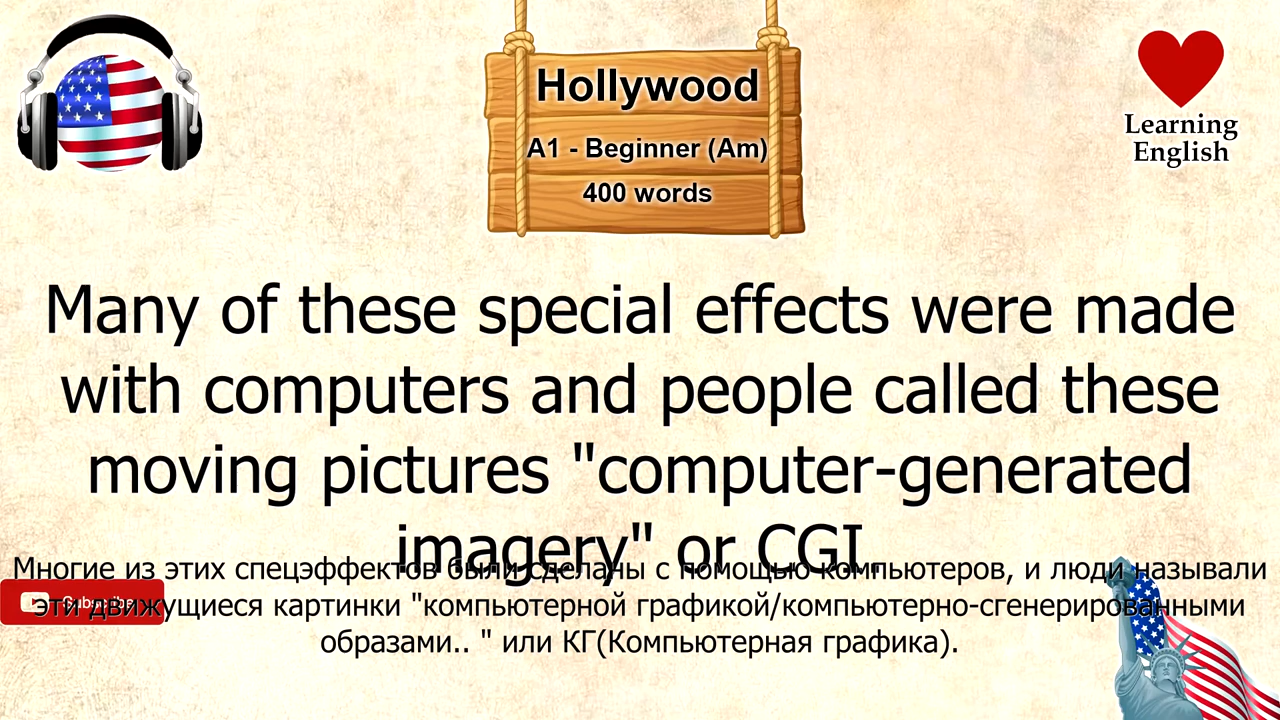 Hollywood
A1 - Beginner (Am)
400 words
Learning
English
Many of these special effects were made
with computers and people called these
moving pictures "computer-generated
imagery" or CGI.
Многие из этих спецэффектов были сделаны с помощью компьютеров, и люди называли
эти движущиеся картинки "компьютерной графикой/компьютерно-сгенерированными
образами.. " или КГ(Компьютерная графика).
Subscribe